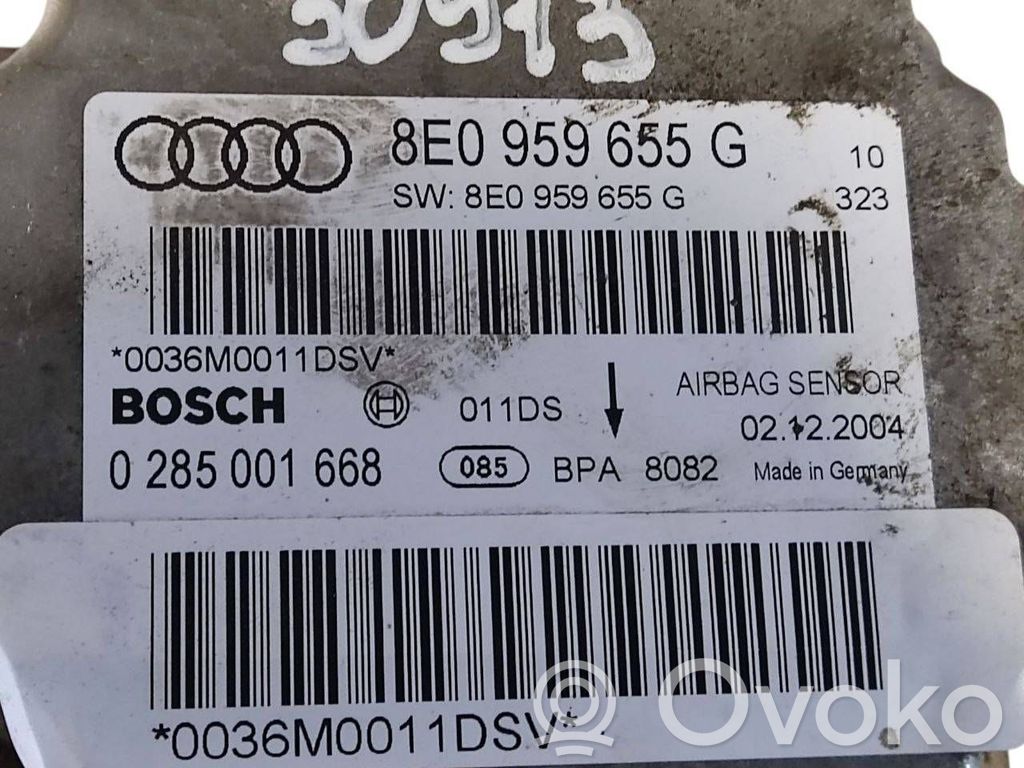 30913
8E0 959 655 G 10
SW: 8E0 959 655 G 323
*0036M0011DSV*
BOSCH 011DS AIRBAG SENSOR
02.12.2004
0 285 001 668 085 BPA 8082 Made in Germany
*0036M0011DSV*
Ovoko